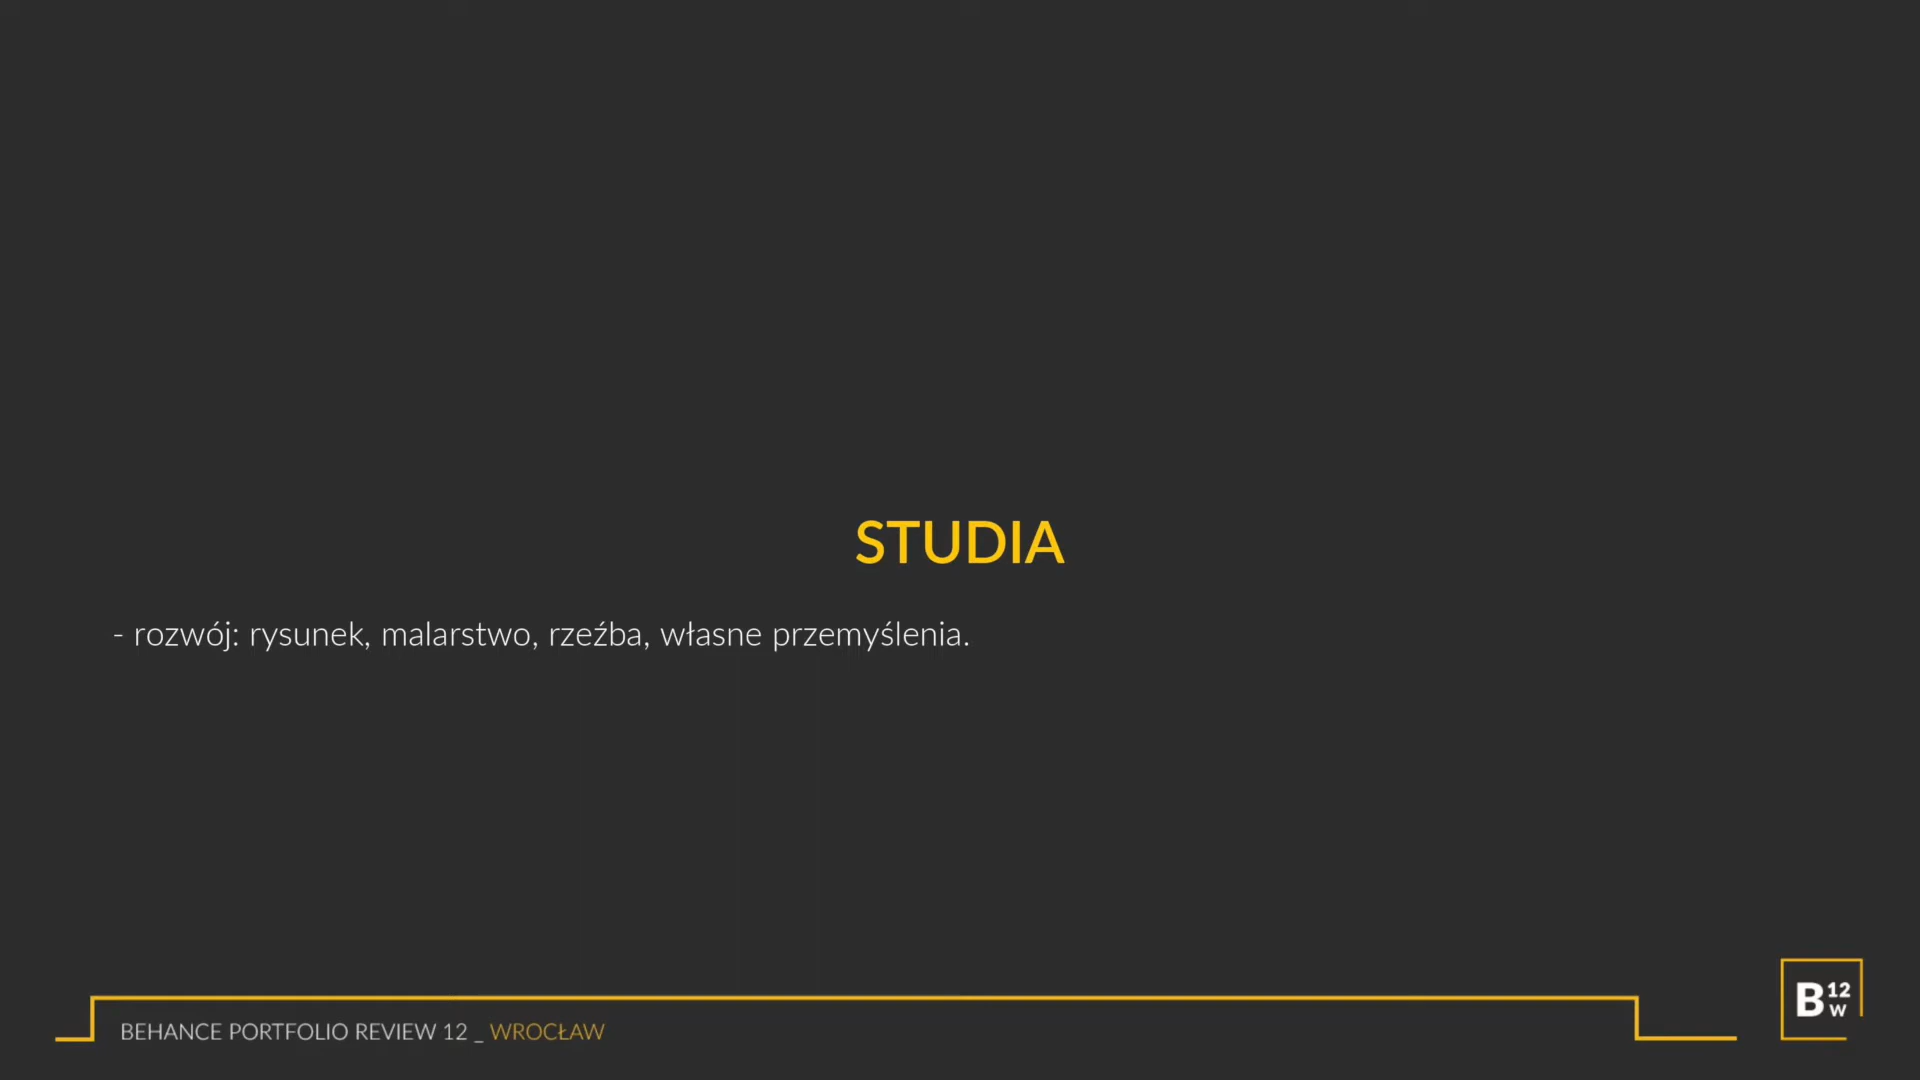 STUDIA
- rozwój: rysunek, malarstwo, rzeźba, własne przemyślenia.
BEHANCE PORTFOLIO REVIEW 12 _ WROCŁAW
B 12 W